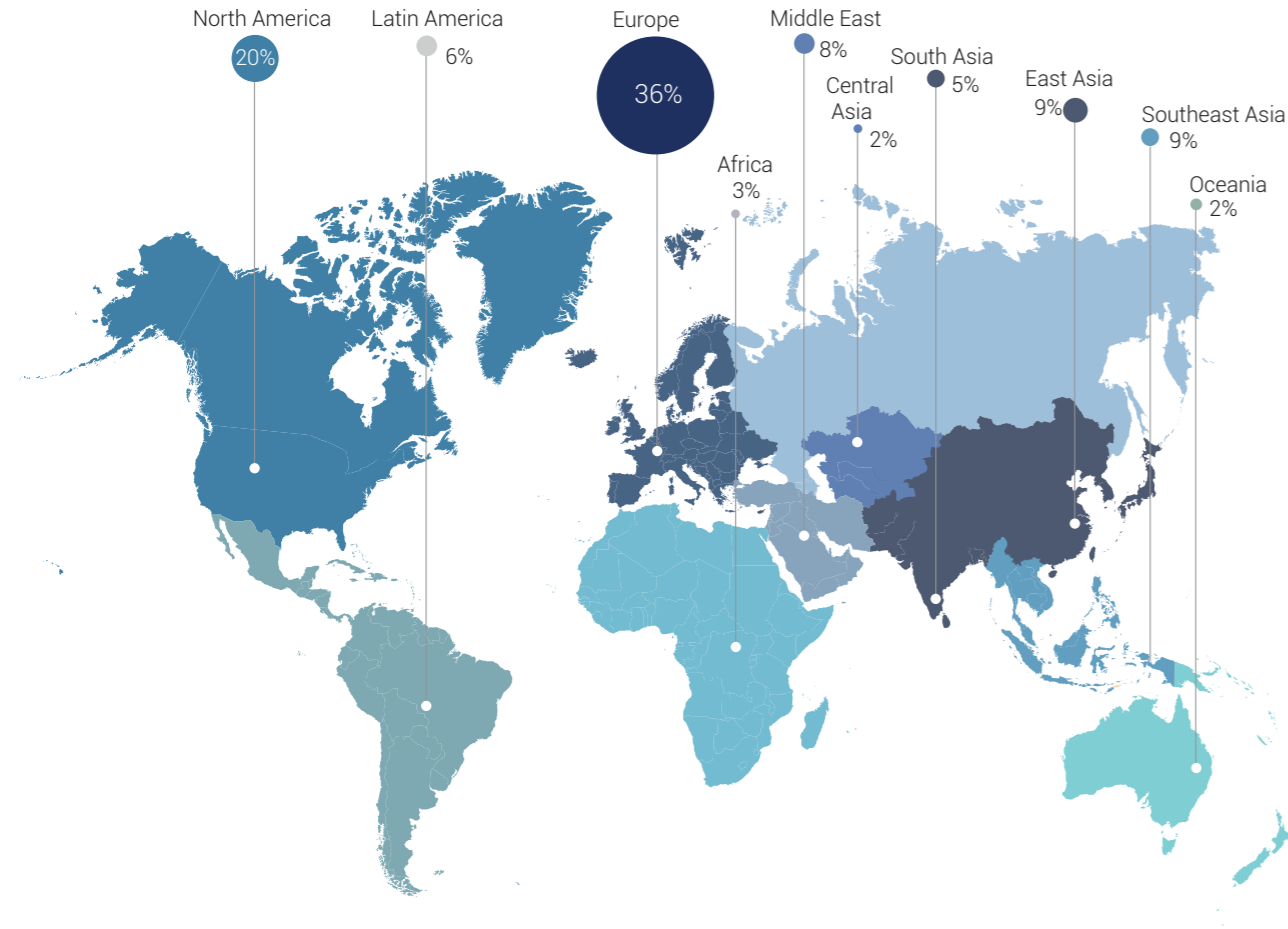 North America
20%
Latin America
6%
Europe
36%
Middle East
8%
South Asia
5%
Central
Asia
2%
East Asia
9%
Southeast Asia
9%
Africa
3%
Oceania
2%